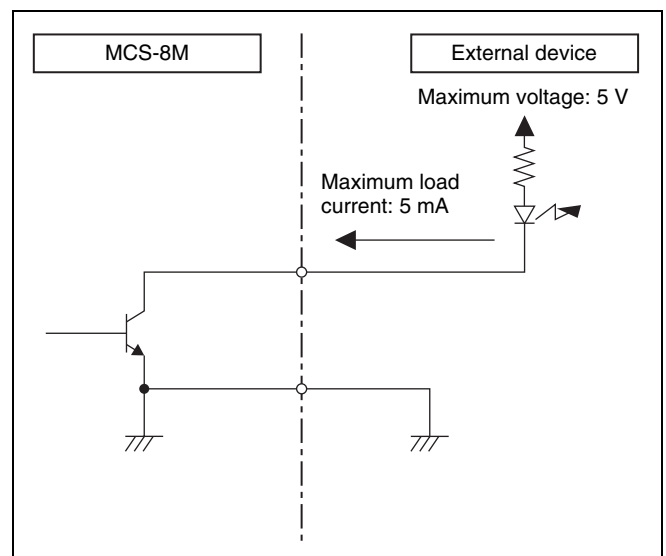 MCS-8M
External device
Maximum voltage: 5 V
Maximum load
current: 5 mA